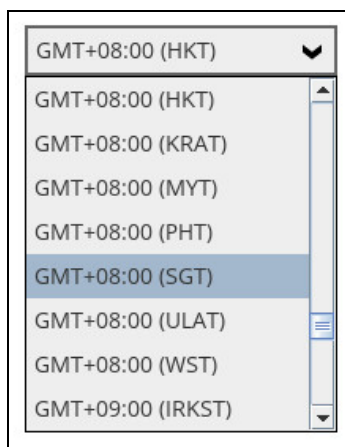 GMT+08:00 (HKT)
GMT+08:00 (HKT)
GMT+08:00 (KRAT)
GMT+08:00 (MYT)
GMT+08:00 (PHT)
GMT+08:00 (SGT)
GMT+08:00 (ULAT)
GMT+08:00 (WST)
GMT+09:00 (IRKST)